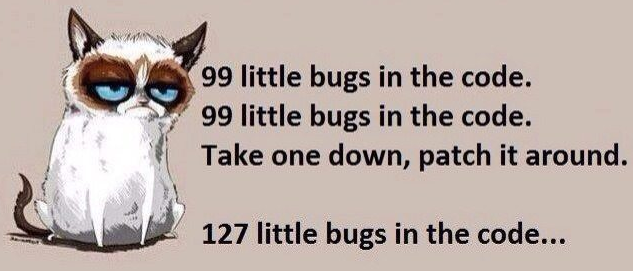 99 little bugs in the code.
99 little bugs in the code.
Take one down, patch it around.
127 little bugs in the code...